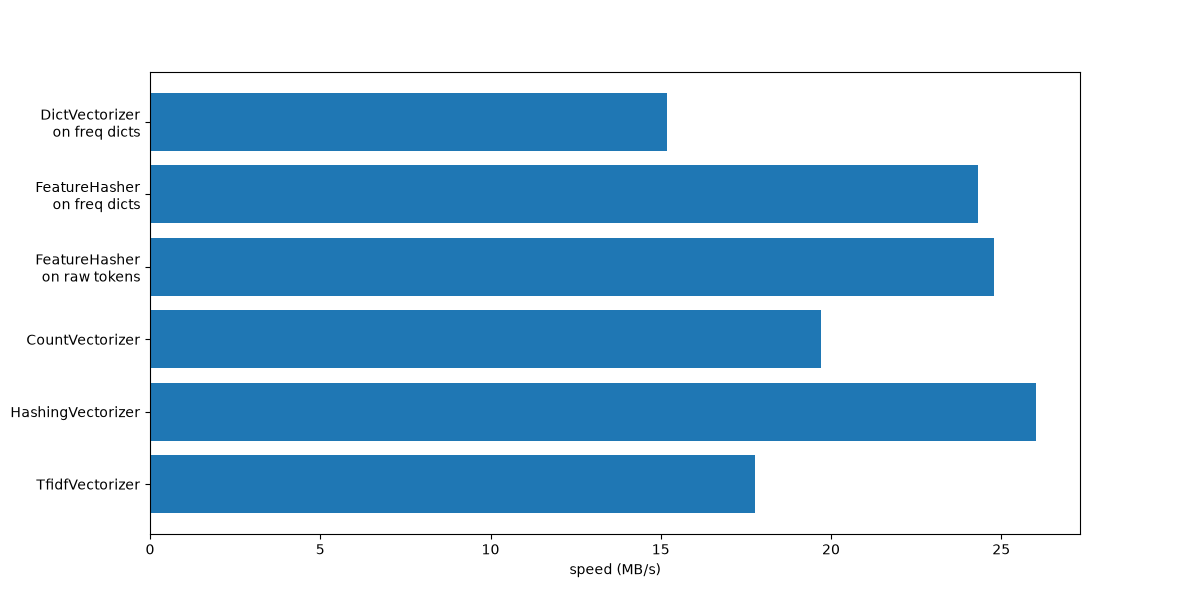 DictVectorizer
on freq dicts
FeatureHasher
on freq dicts
FeatureHasher
on raw tokens
CountVectorizer
HashingVectorizer
TfidfVectorizer
0 5 10 15 20 25
speed (MB/s)